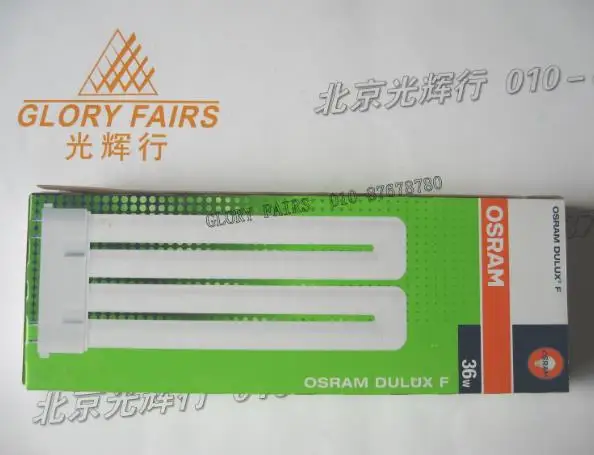 GLORY FAIRS
光辉行
北京光辉行 010-
GLORY FAIRS 010-87678780
OSRAM
OSRAM DULUX® F
36W
OSRAM
OSRAM DULUX F
北京光辉行